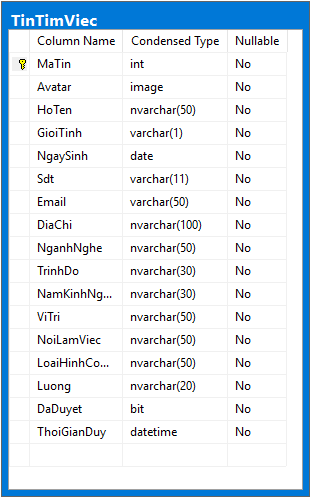 TinTimViec
Column Name Condensed Type Nullable
MaTin int No
Avatar image No
HoTen nvarchar(50) No
GioiTinh varchar(1) No
NgaySinh date No
Sdt varchar(11) No
Email varchar(50) No
DiaChi nvarchar(100) No
NganhNghe nvarchar(50) No
TrinhDo nvarchar(30) No
NamKinhNg... nvarchar(30) No
ViTri nvarchar(50) No
NoiLamViec nvarchar(50) No
LoaiHinhCo... nvarchar(50) No
Luong nvarchar(20) No
DaDuyet bit No
ThoiGianDuy datetime No